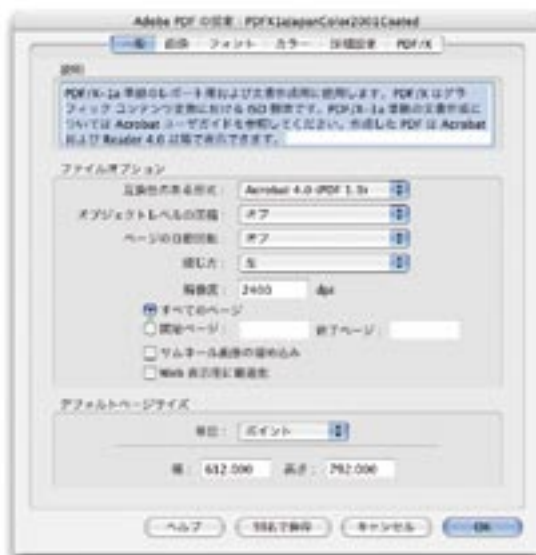 Adobe PDF の設定：PDFX1aJapanColor2001Coated
一般 画像 フォント カラー 詳細設定 PDF/X
説明
PDF/X-1a 準拠のレポート用および文書作成用に使用します。PDF/X はグラ
フィック コンテンツ変換における ISO 規格です。PDF/X-1a 準拠の文書作成に
ついては Acrobat ユーザガイドを参照してください。作成した PDF は Acrobat
および Reader 4.0 以降で表示できます。
ファイルオプション
互換性のある形式： Acrobat 4.0 (PDF 1.3)
オブジェクトレベルの圧縮： オフ
ページの自動回転： オフ
綴じ方： 左
解像度： 2400 dpi
すべてのページ
開始ページ： 終了ページ：
サムネール画像の埋め込み
Web 表示用に最適化
デフォルトページサイズ
単位： ポイント
幅： 612.000 高さ： 792.000
ヘルプ 別名で保存 キャンセル OK